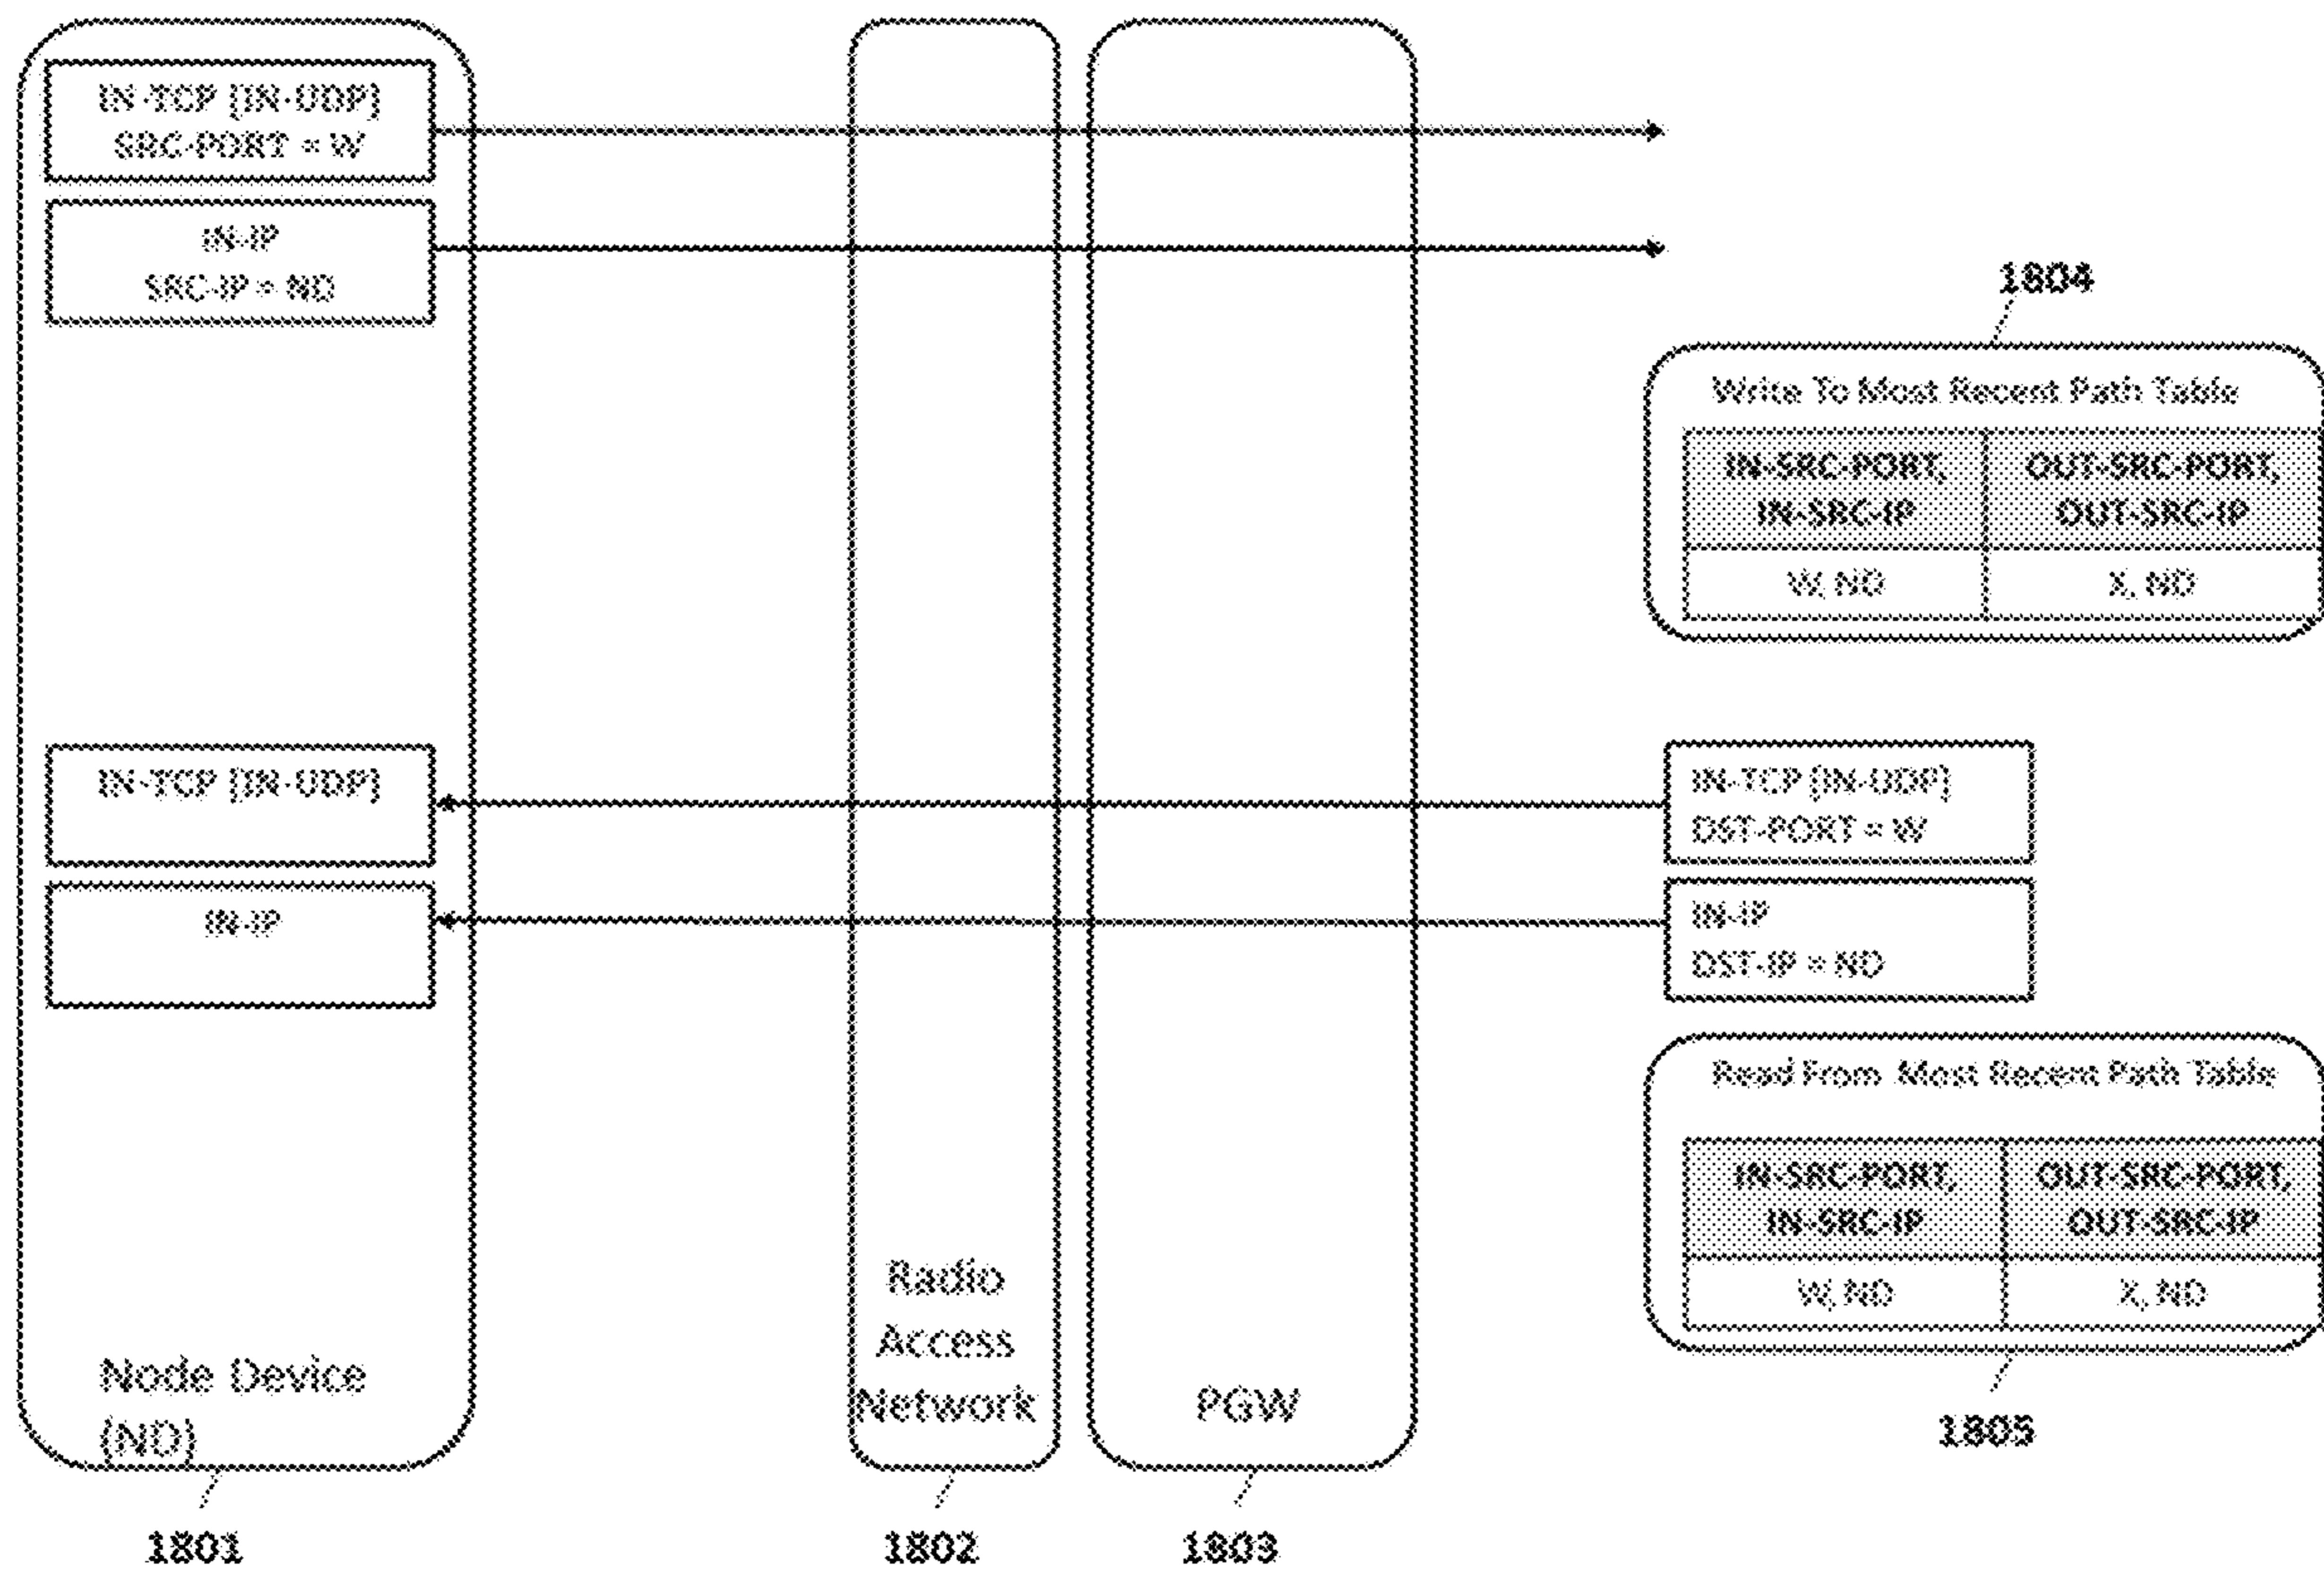 IN-TCP [IN-UDP]
SRC-PORT = W
IN-IP
SRC-IP = ND
1804
Write To Most Recent Path Table
IN-SRC-PORT,
IN-SRC-IP
OUT-SRC-PORT,
OUT-SRC-IP
W, ND
X, ND
IN-TCP [IN-UDP]
IN-IP
IN-TCP [IN-UDP]
DST-PORT = W
IN-IP
DST-IP = ND
Read From Most Recent Path Table
IN-SRC-PORT,
IN-SRC-IP
OUT-SRC-PORT,
OUT-SRC-IP
W, ND
X, ND
1805
Node Device
(ND)
Radio
Access
Network
PGW
1801
1802
1803